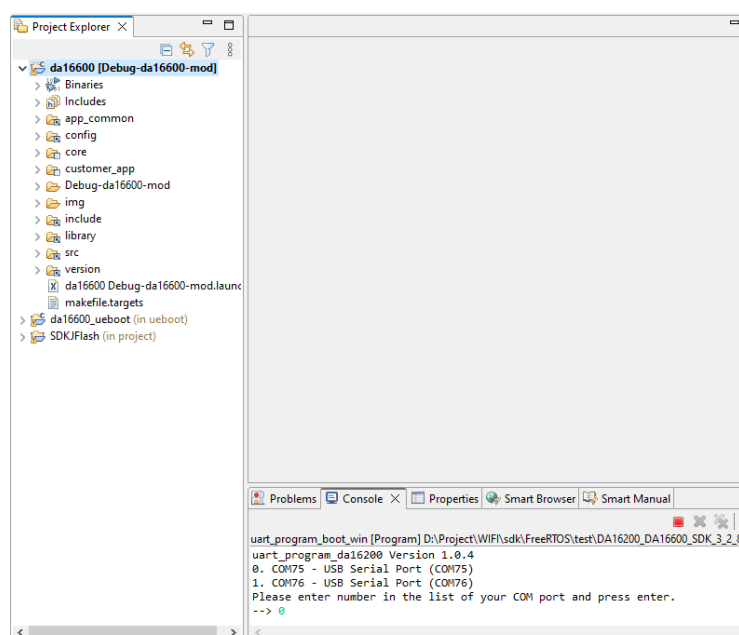 Project Explorer
da16600 [Debug-da16600-mod]
Binaries
Includes
app_common
config
core
customer_app
Debug-da16600-mod
img
include
library
src
version
da16600 Debug-da16600-mod.launc
makefile.targets
da16600_ueboot (in ueboot)
SDKJFlash (in project)
Problems Console Properties Smart Browser Smart Manual
uart_program_boot_win [Program] D:\Project\WIFI\sdk\FreeRTOS\test\DA16200_DA16600_SDK_3_2_8
uart_program_da16200 Version 1.0.4
0. COM75 - USB Serial Port (COM75)
1. COM76 - USB Serial Port (COM76)
Please enter number in the list of your COM port and press enter.
--> 0